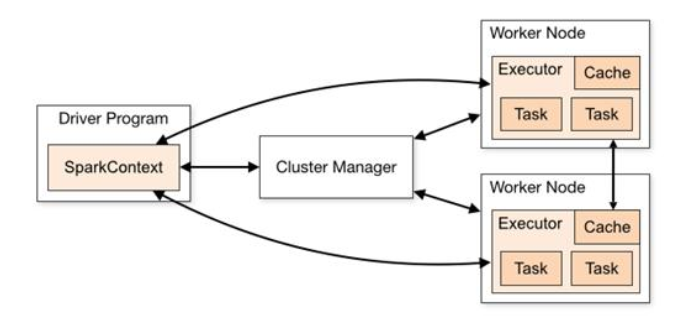 Driver Program
SparkContext
Cluster Manager
Worker Node
Executor
Cache
Task
Task
Worker Node
Executor
Cache
Task
Task